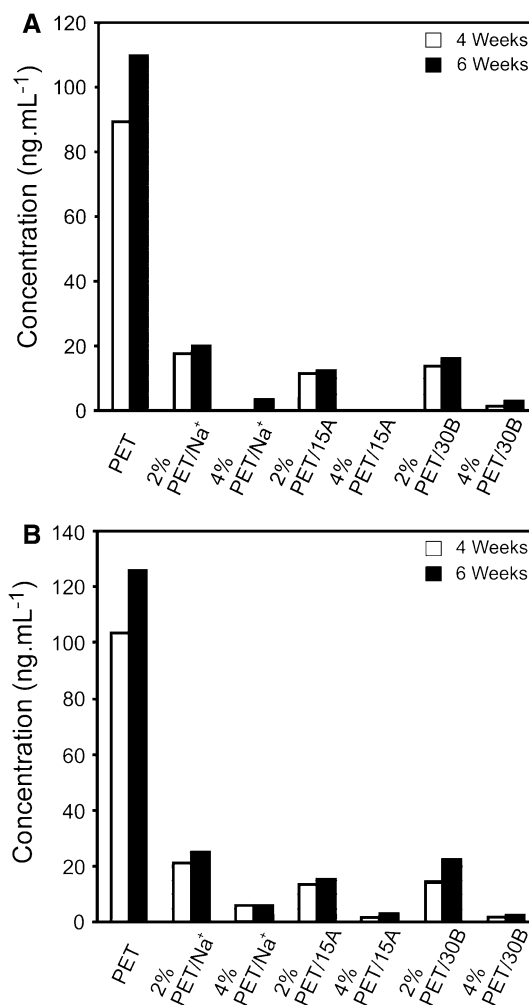 A
Concentration (ng.mL-1)
120
100
80
60
40
20
0
4 Weeks
6 Weeks
PET
2%
PET/Na+
4%
PET/Na+
2%
PET/15A
4%
PET/15A
2%
PET/30B
4%
PET/30B
B
Concentration (ng.mL-1)
140
120
100
80
60
40
20
0
4 Weeks
6 Weeks
PET
2%
PET/Na+
4%
PET/Na+
2%
PET/15A
4%
PET/15A
2%
PET/30B
4%
PET/30B